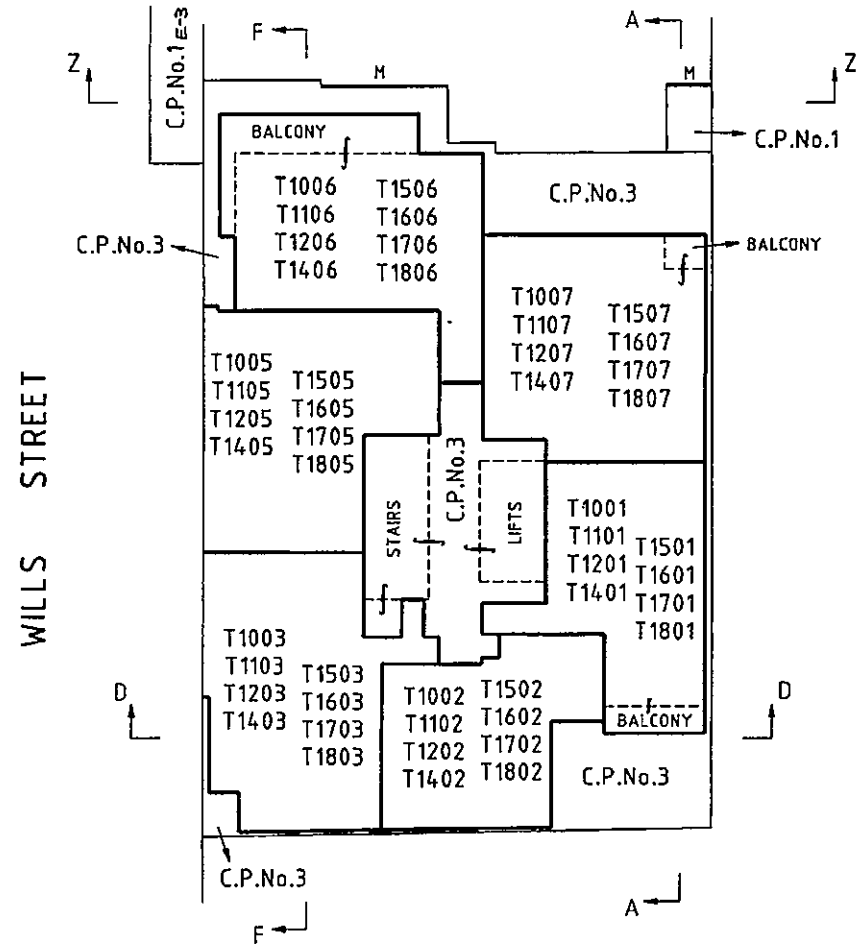 C.P.No.1 E-3
F
A
Z
M
M
Z
BALCONY
C.P.No.1
T1006
T1106
T1206
T1406
T1506
T1606
T1706
T1806
C.P.No.3
C.P.No.3
BALCONY
T1007
T1107
T1207
T1407
T1507
T1607
T1707
T1807
T1005
T1105
T1205
T1405
T1505
T1605
T1705
T1805
WILLS STREET
STAIRS
C.P.No.3
LIFTS
T1001
T1101
T1201
T1401
T1501
T1601
T1701
T1801
T1003
T1103
T1203
T1403
T1503
T1603
T1703
T1803
T1002
T1102
T1202
T1402
T1502
T1602
T1702
T1802
D
D
BALCONY
C.P.No.3
C.P.No.3
F
A